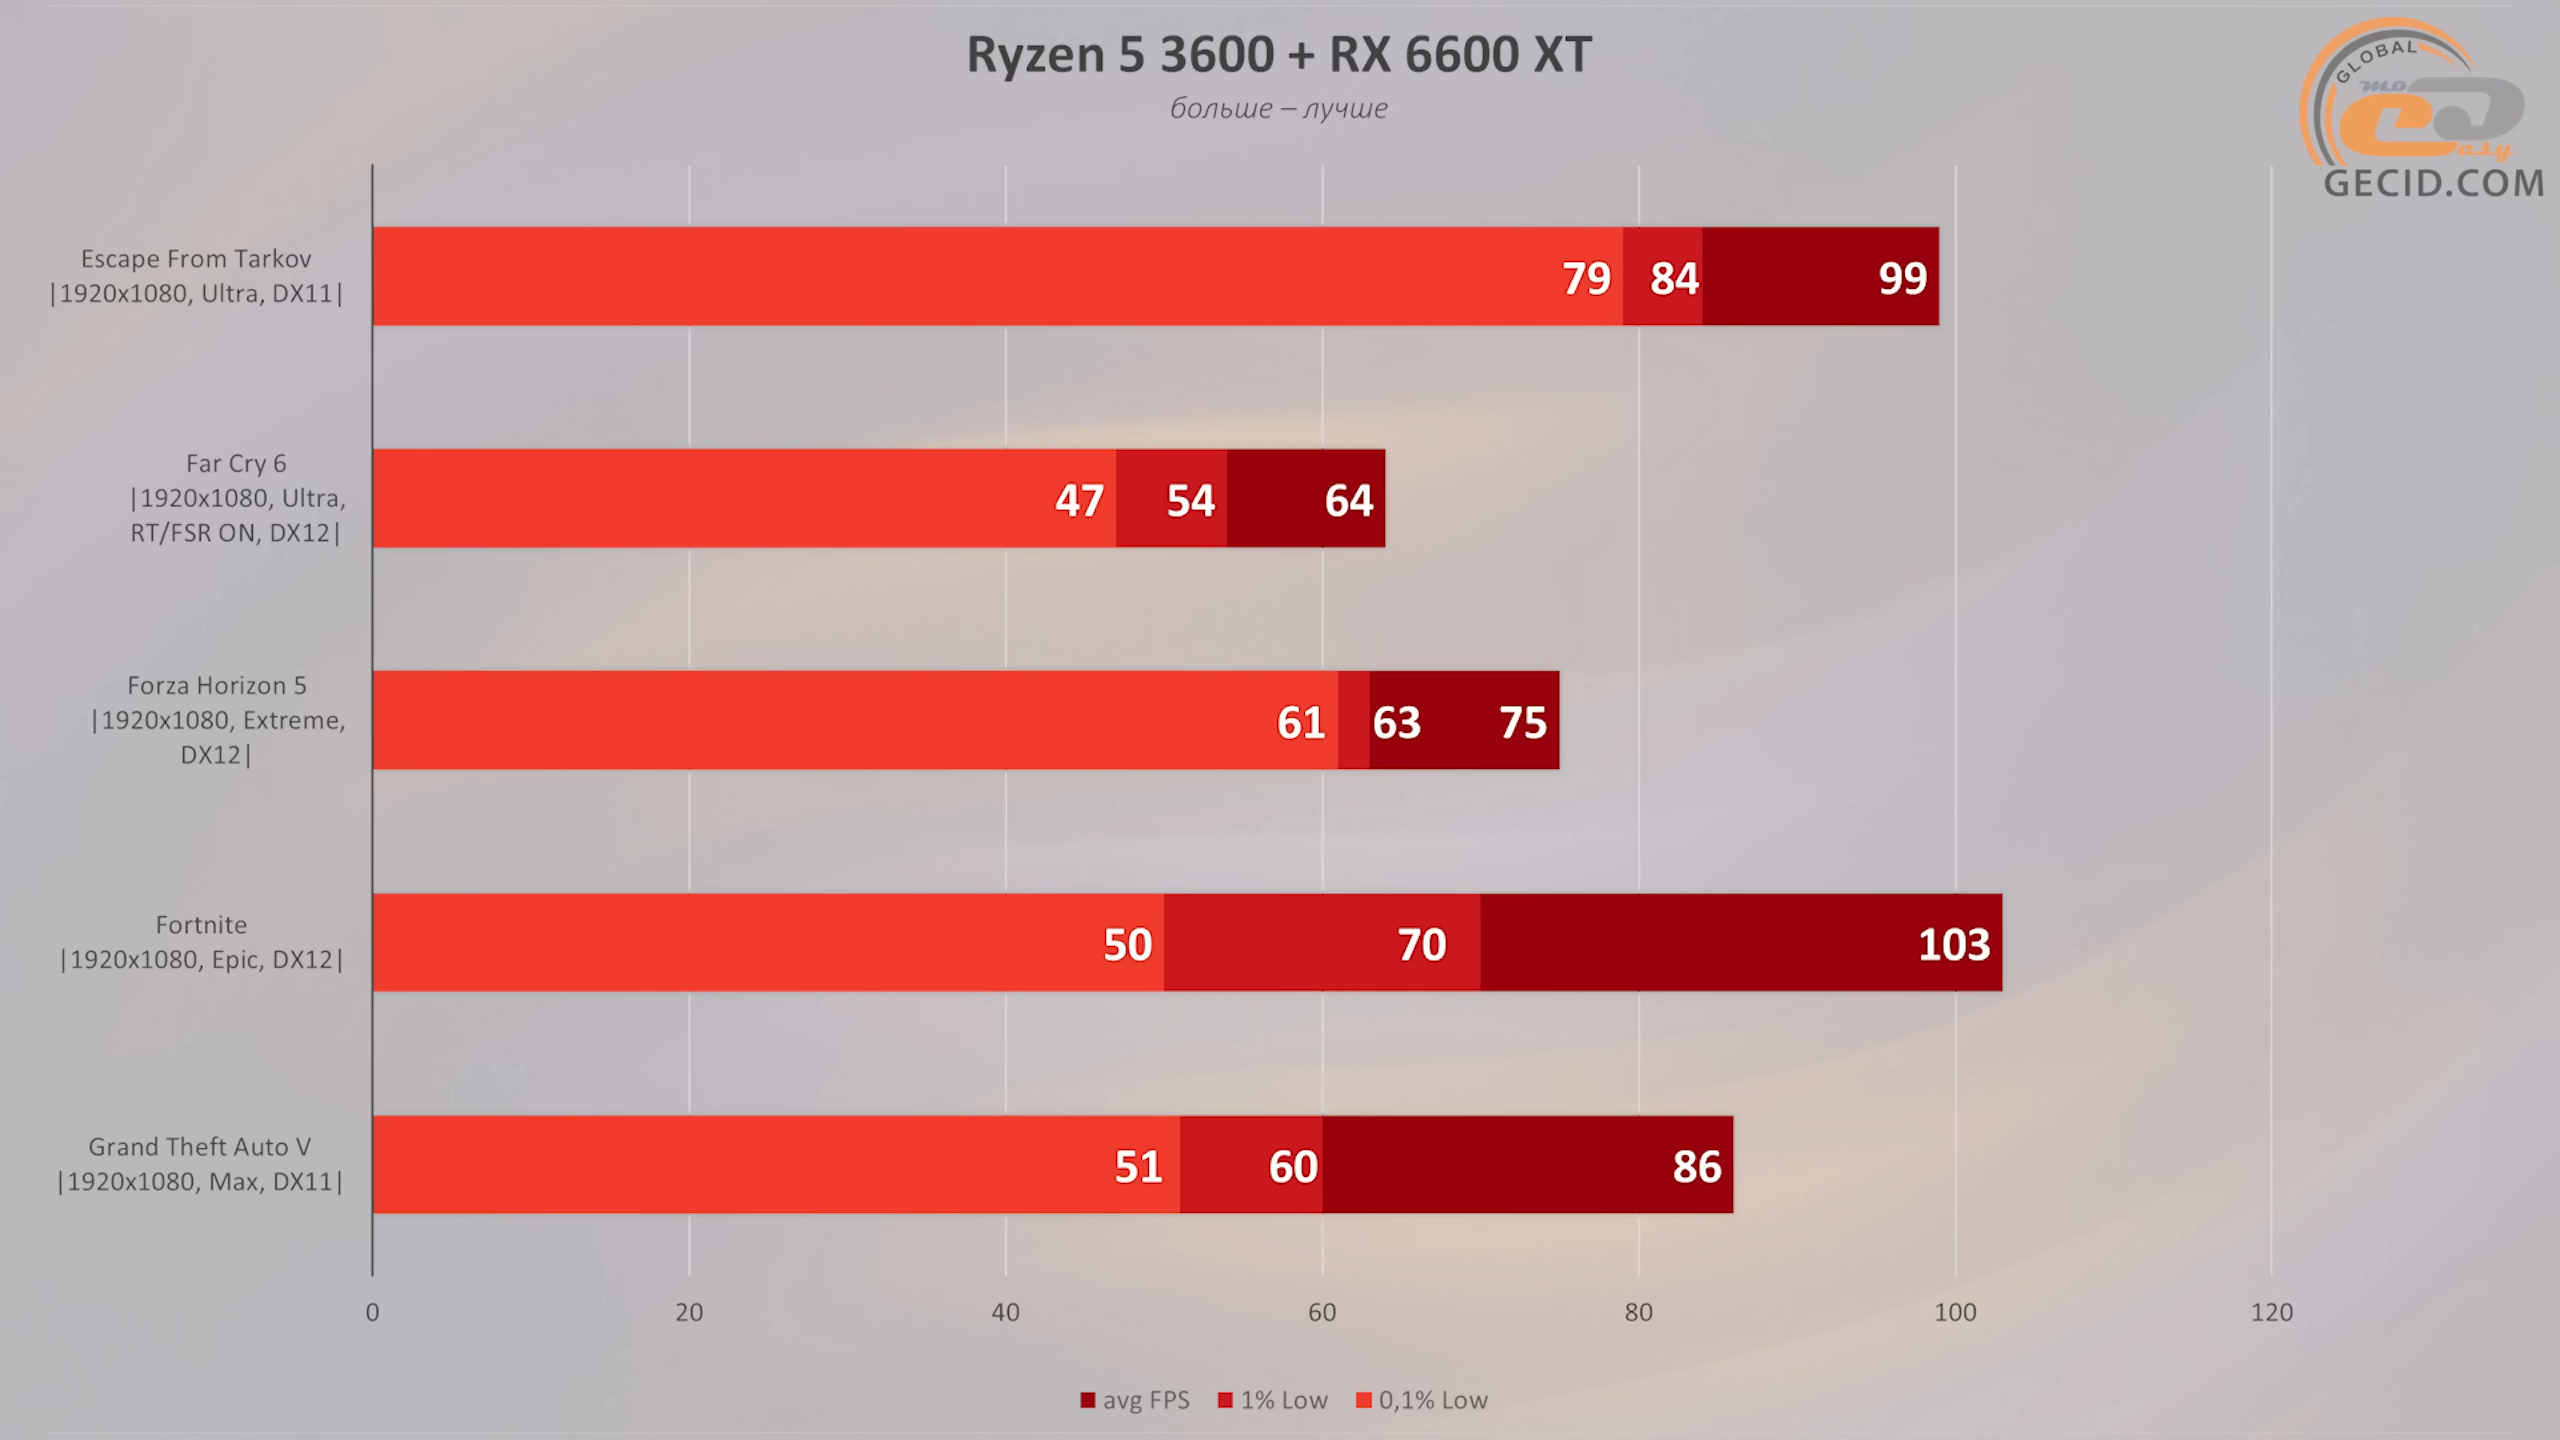 Ryzen 5 3600 + RX 6600 XT
больше – лучше
GLOBAL
mo
easy
GECID.COM
Escape From Tarkov
|1920x1080, Ultra, DX11|
79 84 99
Far Cry 6
|1920x1080, Ultra,
RT/FSR ON, DX12|
47 54 64
Forza Horizon 5
|1920x1080, Extreme,
DX12|
61 63 75
Fortnite
|1920x1080, Epic, DX12|
50 70 103
Grand Theft Auto V
|1920x1080, Max, DX11|
51 60 86
0 20 40 60 80 100 120
avg FPS 1% Low 0,1% Low